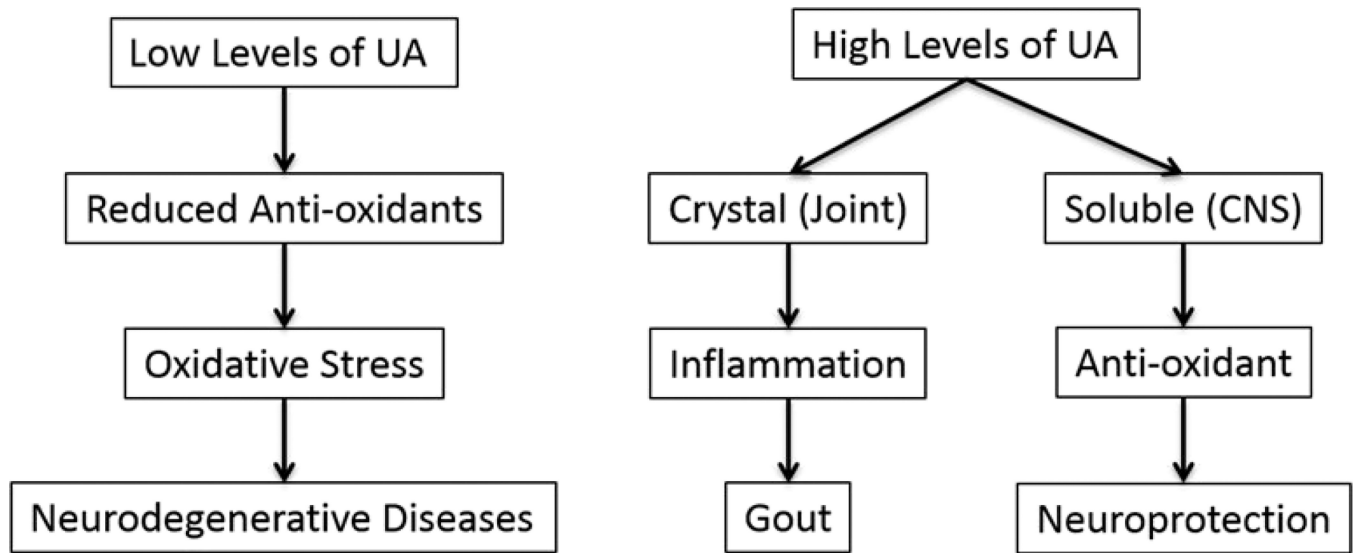 Low Levels of UA
Reduced Anti-oxidants
Oxidative Stress
Neurodegenerative Diseases
High Levels of UA
Crystal (Joint)
Inflammation
Gout
Soluble (CNS)
Anti-oxidant
Neuroprotection